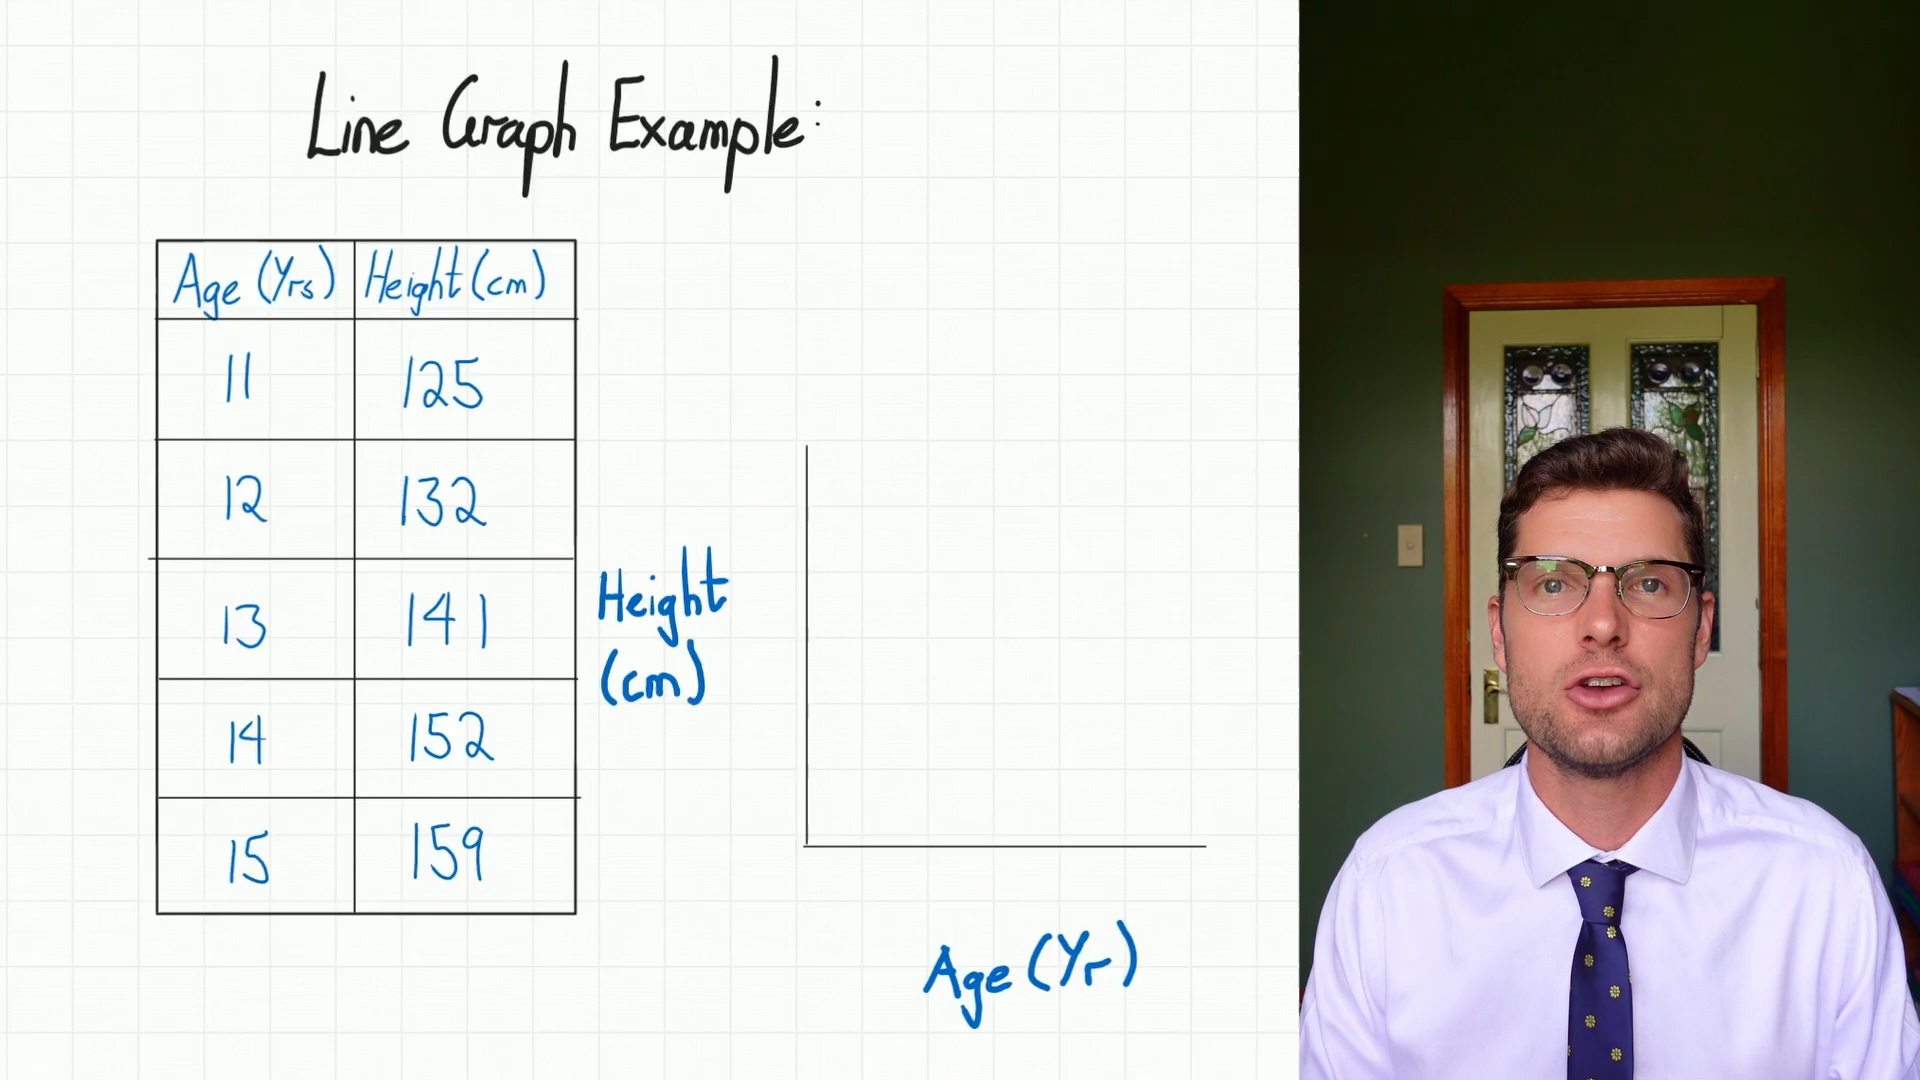 Line Graph Example:
Age (Yrs) Height (cm)
11 125
12 132
13 141
14 152
15 159
Height
(cm)
Age (Yr)